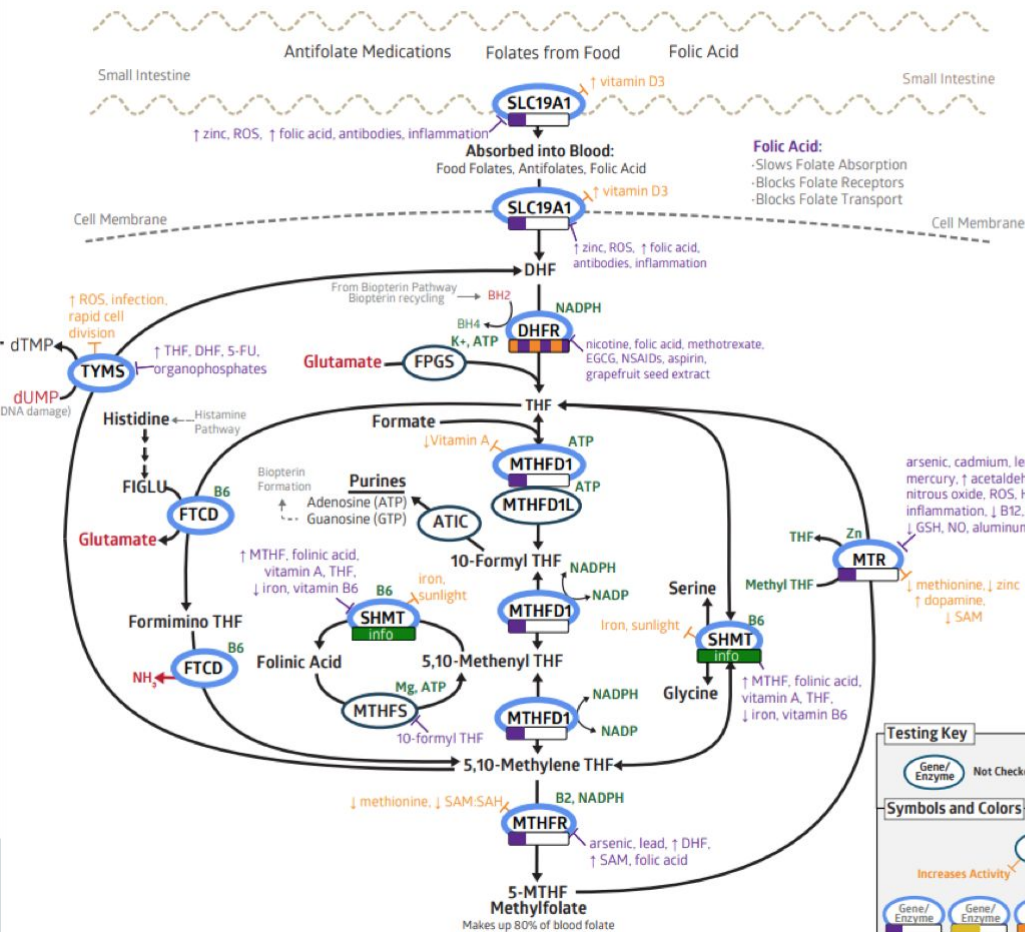 Antifolate Medications
Folates from Food
Folic Acid
Small Intestine
Small Intestine
↑ vitamin D3
SLC19A1
↑ zinc, ROS, ↑ folic acid, antibodies, inflammation
Absorbed into Blood:
Food Folates, Antifolates, Folic Acid
Folic Acid:
·Slows Folate Absorption
·Blocks Folate Receptors
·Blocks Folate Transport
↑ vitamin D3
SLC19A1
Cell Membrane
Cell Membrane
↑ zinc, ROS, ↑ folic acid,
antibodies, inflammation
DHF
From Biopterin Pathway
Biopterin recycling
BH2
NADPH
BH4
DHFR
K+, ATP
nicotine, folic acid, methotrexate,
EGCG, NSAIDs, aspirin,
grapefruit seed extract
Glutamate
FPGS
↑ ROS, infection,
rapid cell
division
dTMP
TYMS
↑ THF, DHF, 5-FU,
organophosphates
dUMP
DNA damage)
THF
Histidine
Histamine
Pathway
Formate
↓Vitamin A
ATP
MTHFD1
ATP
MTHFD1L
FIGLU
B6
FTCD
Glutamate
Biopterin
Formation
Purines
Adenosine (ATP)
Guanosine (GTP)
ATIC
10-Formyl THF
NADPH
NADP
MTHFD1
arsenic, cadmium,
mercury,
nitrous oxide, ROS,
inflammation, ↓ B12,
↓ GSH, NO,
THF
Zn
MTR
Methyl THF
↓ methionine, ↓ zinc
↑ dopamine,
↓ SAM
↑ MTHF, folinic acid,
vitamin A, THF,
↓ iron, vitamin B6
B6
iron,
sunlight
SHMT
info
Folinic Acid
5,10-Methenyl THF
Mg, ATP
MTHFS
10-formyl THF
Serine
Iron, sunlight
B6
SHMT
info
Glycine
↑ MTHF, folinic acid,
vitamin A, THF,
↓ iron, vitamin B6
Formimino THF
B6
FTCD
NH3
NADPH
MTHFD1
NADP
5,10-Methylene THF
↓ methionine, ↓ SAM:SAH
B2, NADPH
MTHFR
arsenic, lead, ↑ DHF,
↑ SAM, folic acid
5-MTHF
Methylfolate
Makes up 80% of blood folate
Testing Key
Gene/
Enzyme
Not
Symbols and Colors
Increases Activity
Gene/
Enzyme
Gene/
Enzyme